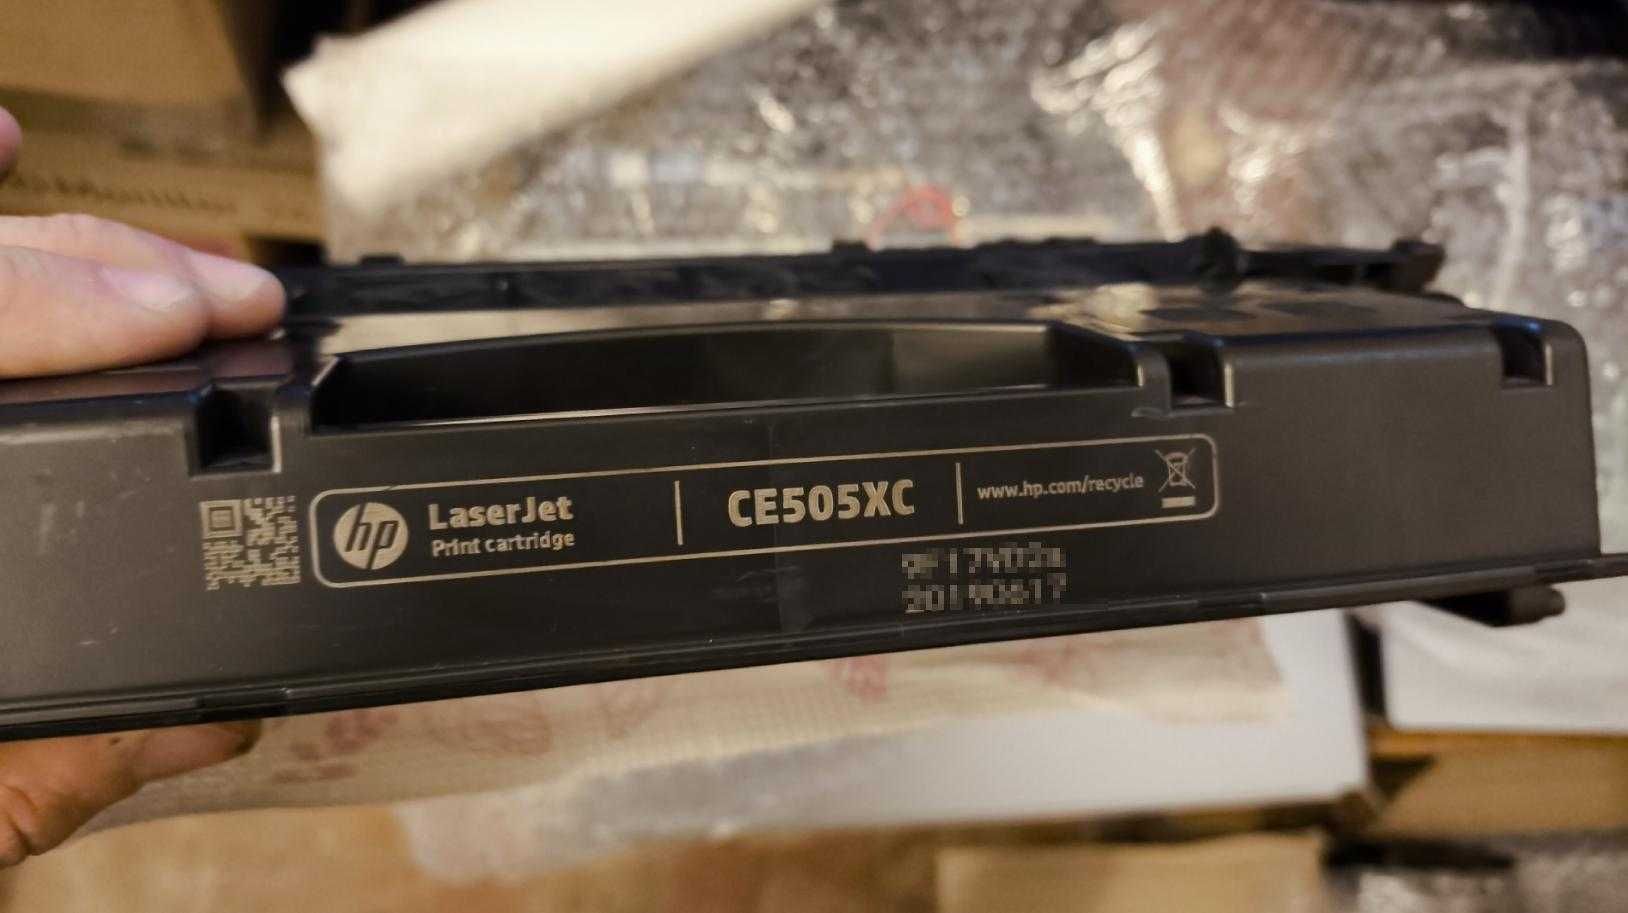 hp
LaserJet
Print cartridge
CE505XC
www.hp.com/recycle